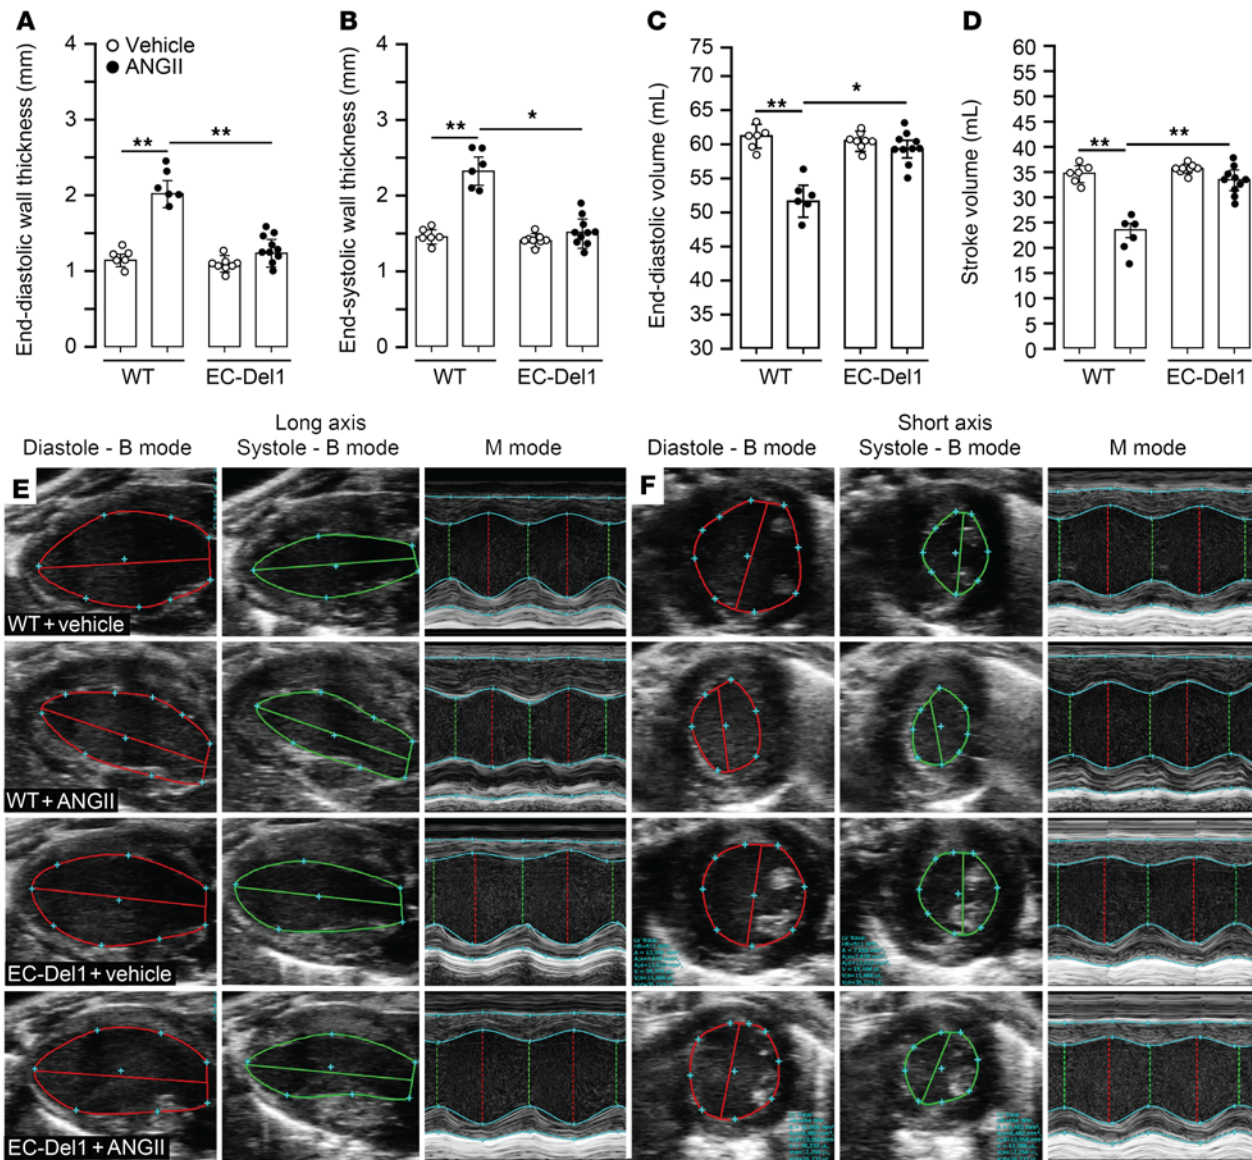 A
B
C
D
End-diastolic wall thickness (mm)
4
3
2
1
0
Vehicle
ANGII
**
**
WT
EC-Del1
End-systolic wall thickness (mm)
4
3
2
1
0
**
*
WT
EC-Del1
End-diastolic volume (mL)
75
70
65
60
55
50
45
40
35
30
**
*
WT
EC-Del1
Stroke volume (mL)
60
55
50
45
40
35
30
25
20
15
10
5
0
**
**
WT
EC-Del1
Long axis
Short axis
Diastole - B mode
Systole - B mode
M mode
Diastole - B mode
Systole - B mode
M mode
E
F
WT + vehicle
WT + ANGII
EC-Del1 + vehicle
EC-Del1 + ANGII